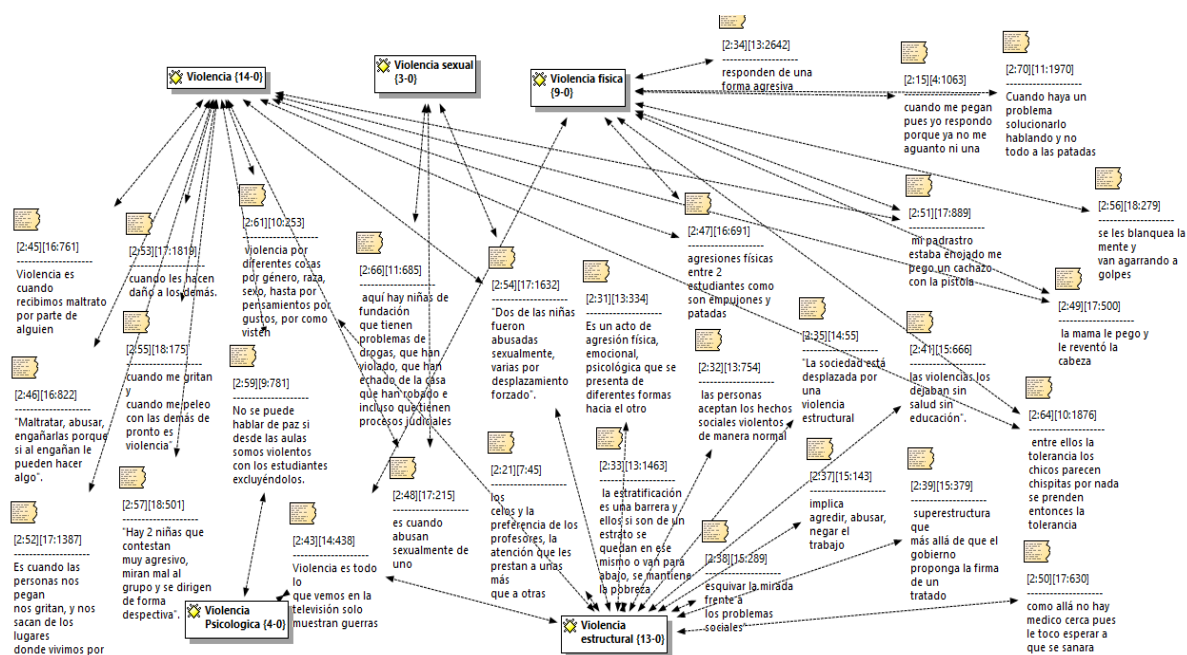 Violencia {14-0}
Violencia sexual
{3-0}
Violencia fisica
{9-0}
[2:34][13:2642]
--------------------
responden de una
forma agresiva
[2:15][4:1063]
--------------------
cuando me pegan
pues yo respondo
porque ya no me
aguanto ni una
[2:70][11:1970]
--------------------
Cuando haya un
problema
solucionarlo
hablando y no
todo a las patadas
[2:45][16:761]
--------------------
Violencia es
cuando
recibimos maltrato
por parte de
alguien
[2:53][17:1819]
--------------------
cuando les hacen
daño a los demás.
[2:61][10:253]
--------------------
violencia por
diferentes cosas
por género, raza,
sexo, hasta por
pensamientos por
gustos, por como
visten
[2:66][11:685]
--------------------
aquí hay niñas de
fundación
que tienen
problemas de
drogas, que han
violado, que han
echado de la casa
que han robado e
incluso que tienen
procesos judiciales
[2:54][17:1632]
--------------------
"Dos de las niñas
fueron
abusadas
sexualmente,
varias por
desplazamiento
forzado".
[2:47][16:691]
--------------------
agresiones físicas
entre 2
estudiantes como
son empujones y
patadas
[2:31][13:334]
--------------------
Es un acto de
agresión física,
emocional,
psicológica que se
presenta de
diferentes formas
hacia el otro
[2:51][17:889]
--------------------
mi padrastro
estaba enojado me
pego un cachazo
con la pistola
[2:56][18:279]
--------------------
se les blanquea la
mente y
van agarrando a
golpes
[2:49][17:500]
--------------------
la mama le pego y
le reventó la
cabeza
[2:46][16:822]
--------------------
"Maltratar, abusar,
engañarlas porque
si al engañan le
pueden hacer
algo".
[2:55][18:175]
--------------------
cuando me gritan
y
cuando me peleo
con las demás de
pronto es
violencia"
[2:59][9:781]
--------------------
No se puede
hablar de paz si
desde las aulas
somos violentos
con los estudiantes
excluyéndolos.
[2:32][13:754]
--------------------
las personas
aceptan los hechos
sociales violentos
de manera normal
[2:35][14:55]
--------------------
"La sociedad está
desplazada por
una
violencia
estructural
[2:41][15:666]
--------------------
las violencias los
dejaban sin
salud sin
educación".
[2:64][10:1876]
--------------------
entre ellos la
tolerancia los
chicos parecen
chispitas por nada
se prenden
entonces la
tolerancia
[2:52][17:1387]
--------------------
Es cuando las
personas nos
pegan
nos gritan, y nos
sacan de los
lugares
donde vivimos por
[2:57][18:501]
--------------------
"Hay 2 niñas que
contestan
muy agresivo,
miran mal al
grupo y se dirigen
de forma
despectiva".
[2:43][14:438]
--------------------
Violencia es todo
lo
que vemos en la
televisión solo
muestran guerras
[2:48][17:215]
--------------------
es cuando
abusan
sexualmente de
uno
[2:21][7:45]
--------------------
los
celos y la
preferencia de los
profesores, la
atención que les
prestan a unas
más
que a otras
[2:33][13:1463]
--------------------
la estratificación
es una barrera y
ellos si son de un
estrato se
quedan en ese
mismo o van para
abajo, se mantiene
la pobreza
[2:38][15:289]
--------------------
esquivar la mirada
frente a
los problemas
sociales"
[2:37][15:143]
--------------------
implica
agredir, abusar,
negar el
trabajo
[2:39][15:379]
--------------------
superestructura
que
más allá de que el
gobierno
proponga la firma
de un
tratado
[2:50][17:630]
--------------------
como allá no hay
medico cerca pues
le toco esperar a
que se sanara
Violencia
Psicologica {4-0}
Violencia
estructural {13-0}